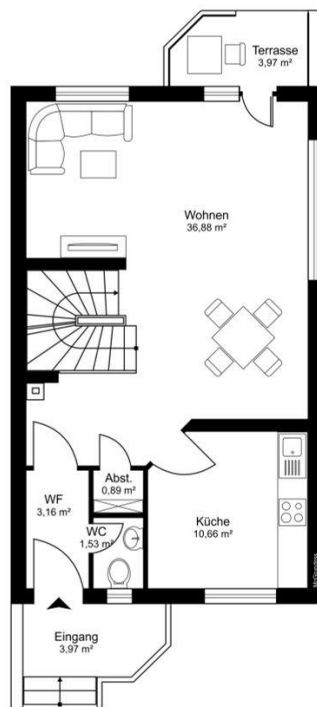 Terrasse
3,97 m²
Wohnen
36,88 m²
Abst.
0,89 m²
WF
3,16 m²
WC
1,53 m²
Küche
10,66 m²
Eingang
3,97 m²